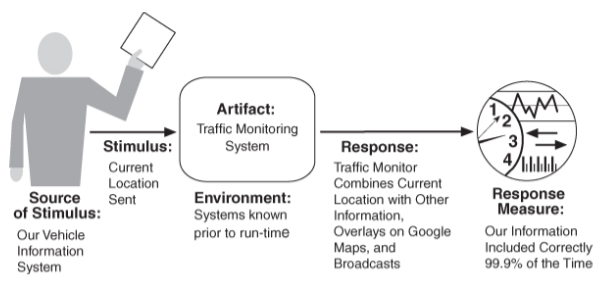 Source
of Stimulus:
Our Vehicle
Information
System
Stimulus:
Current
Location
Sent
Artifact:
Traffic Monitoring
System
Environment:
Systems known
prior to run-time
Response:
Traffic Monitor
Combines Current
Location with Other
Information,
Overlays on Google
Maps, and
Broadcasts
1
2
3
4
Response
Measure:
Our Information
Included Correctly
99.9% of the Time